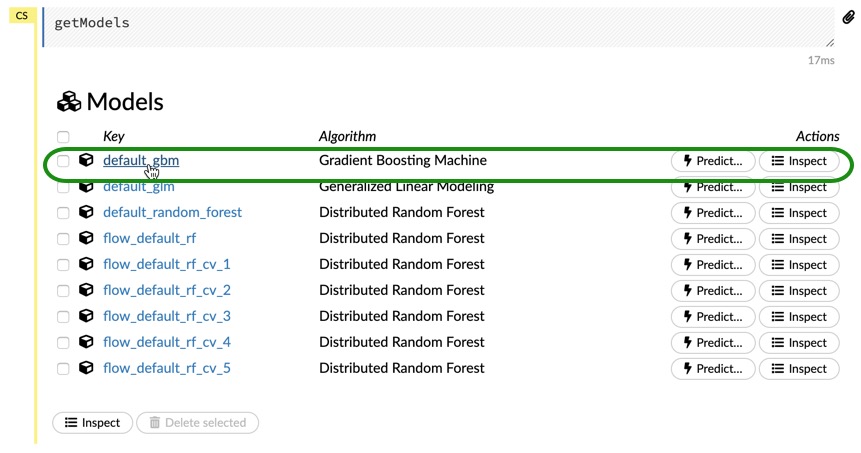 CS
getModels
17ms
Models
Key Algorithm Actions
default_gbm Gradient Boosting Machine Predict... Inspect
default_glm Generalized Linear Modeling Predict... Inspect
default_random_forest Distributed Random Forest Predict... Inspect
flow_default_rf Distributed Random Forest Predict... Inspect
flow_default_rf_cv_1 Distributed Random Forest Predict... Inspect
flow_default_rf_cv_2 Distributed Random Forest Predict... Inspect
flow_default_rf_cv_3 Distributed Random Forest Predict... Inspect
flow_default_rf_cv_4 Distributed Random Forest Predict... Inspect
flow_default_rf_cv_5 Distributed Random Forest Predict... Inspect
Inspect Delete selected